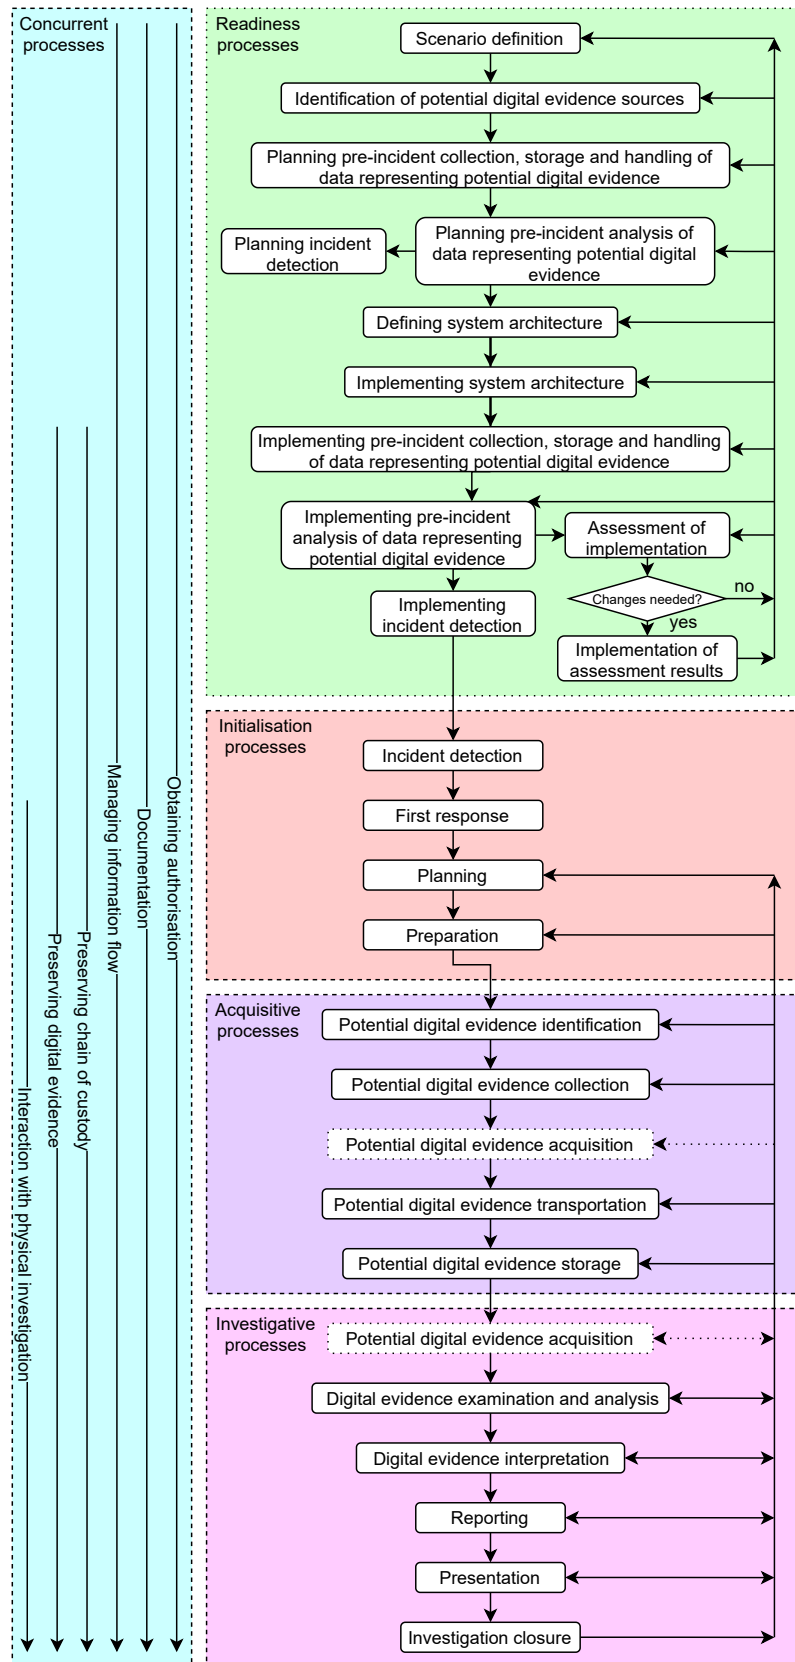 Concurrent
processes
Obtaining authorisation
Documentation
Managing information flow
Preserving chain of custody
Preserving digital evidence
Interaction with physical investigation
Readiness
processes
Scenario definition
Identification of potential digital evidence sources
Planning pre-incident collection, storage and handling of
data representing potential digital evidence
Planning incident
detection
Planning pre-incident analysis of
data representing potential digital
evidence
Defining system architecture
Implementing system architecture
Implementing pre-incident collection, storage and handling
of data representing potential digital evidence
Implementing pre-incident
analysis of data representing
potential digital evidence
Assessment of
implementation
Changes needed?
no
yes
Implementing
incident detection
Implementation of
assessment results
Initialisation
processes
Incident detection
First response
Planning
Preparation
Acquisitive
processes
Potential digital evidence identification
Potential digital evidence collection
Potential digital evidence acquisition
Potential digital evidence transportation
Potential digital evidence storage
Investigative
processes
Potential digital evidence acquisition
Digital evidence examination and analysis
Digital evidence interpretation
Reporting
Presentation
Investigation closure